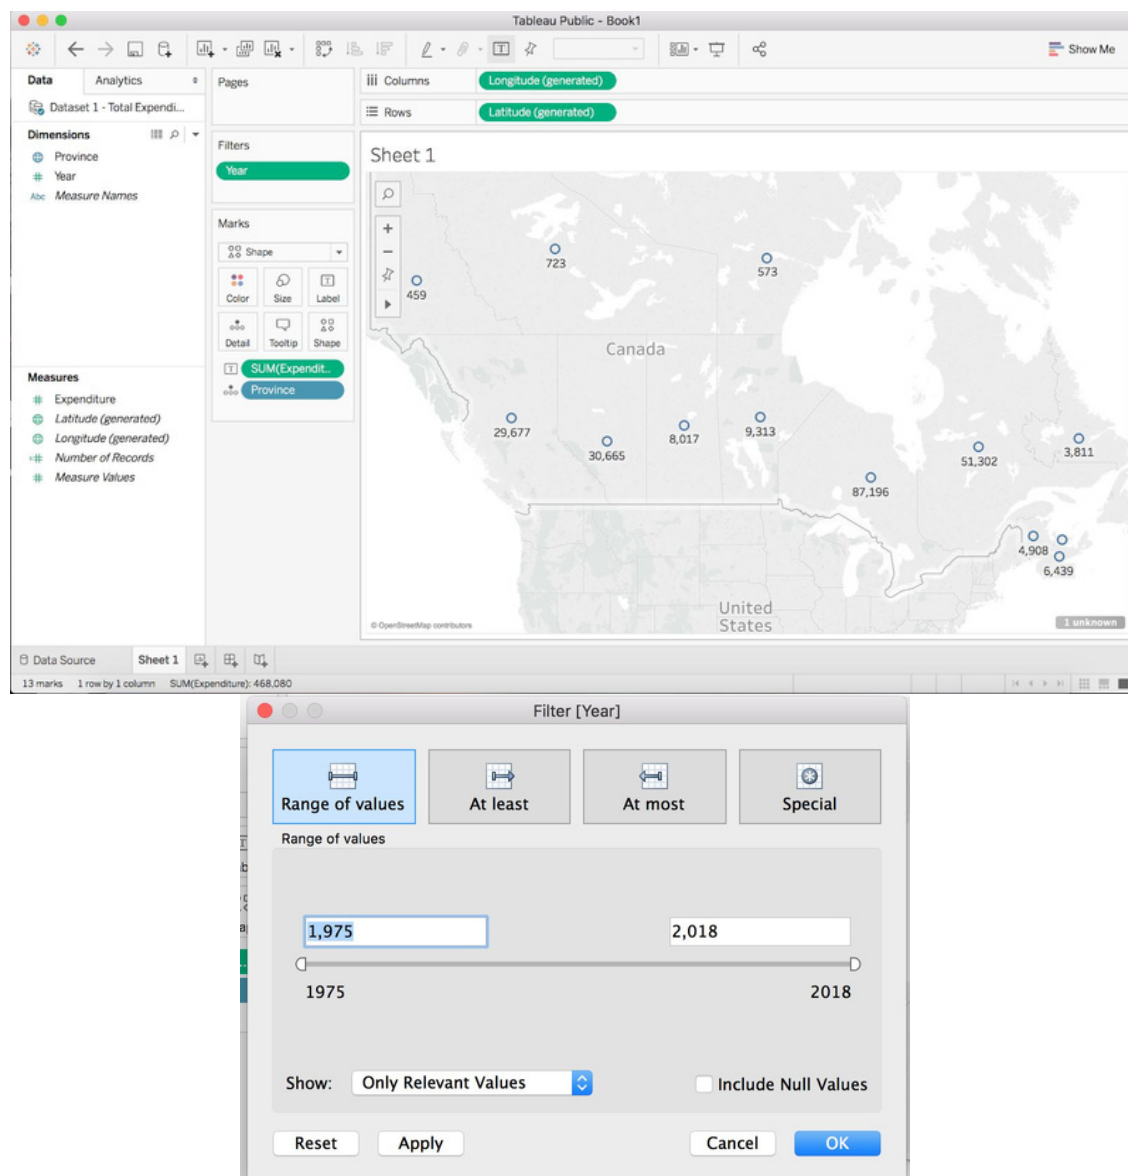 Tableau Public - Book1
Show Me
Data Analytics
Pages
Columns Longitude (generated)
Dataset 1 - Total Expendi...
Rows Latitude (generated)
Dimensions
Province
Year
Abc Measure Names
Filters
Year
Sheet 1
Marks
Shape
Color Size Label
Detail Tooltip Shape
SUM(Expendit..
Province
Measures
Expenditure
Latitude (generated)
Longitude (generated)
Number of Records
Measure Values
723
573
459
Canada
29,677
30,665
8,017
9,313
87,196
51,302
3,811
4,908
6,439
United
States
© OpenStreetMap contributors
1 unknown
Data Source Sheet 1
13 marks 1 row by 1 column SUM(Expenditure): 468,080
Filter [Year]
Range of values At least At most Special
Range of values
1,975 2,018
1975 2018
Show: Only Relevant Values Include Null Values
Reset Apply Cancel OK